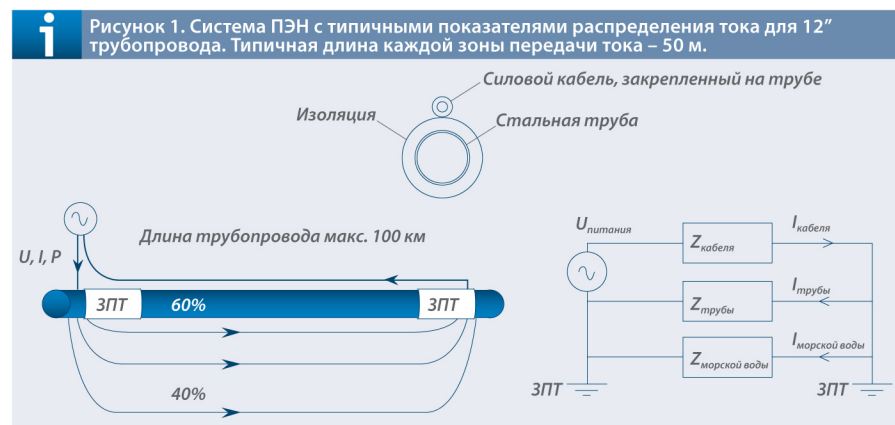 Рисунок 1. Система ПЭН с типичными показателями распределения тока для 12”
трубопровода. Типичная длина каждой зоны передачи тока – 50 м.
Силовой кабель, закрепленный на трубе
Изоляция
Стальная труба
Длина трубопровода макс. 100 км
U, I, P
ЗПТ
60%
ЗПТ
40%
Uпитания
Iкабеля
Zкабеля
Iтрубы
Zтрубы
Iморской воды
Zморской воды
ЗПТ
ЗПТ